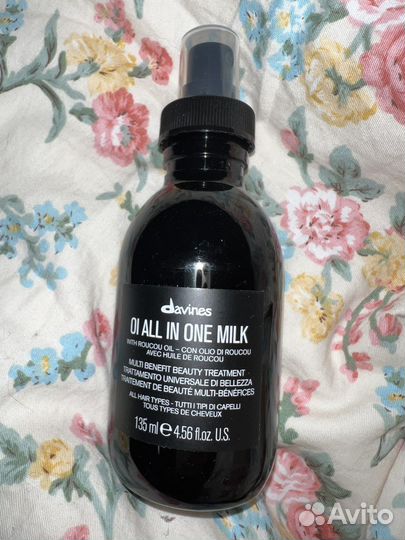 davines
OI ALL IN ONE MILK
WITH ROUCOU OIL – CON OLIO DI ROUCOU
AVEC HUILE DE ROUCOU
MULTI BENEFIT BEAUTY TREATMENT
TRATTAMENTO UNIVERSALE DI BELLEZZA
TRAITEMENT DE BEAUTÉ MULTI-BÉNÉFICES
ALL HAIR TYPES - TUTTI I TIPI DI CAPELLI
TOUS TYPES DE CHEVEUX
135 ml ℮ 4.56 fl.oz. U.S.
Avito